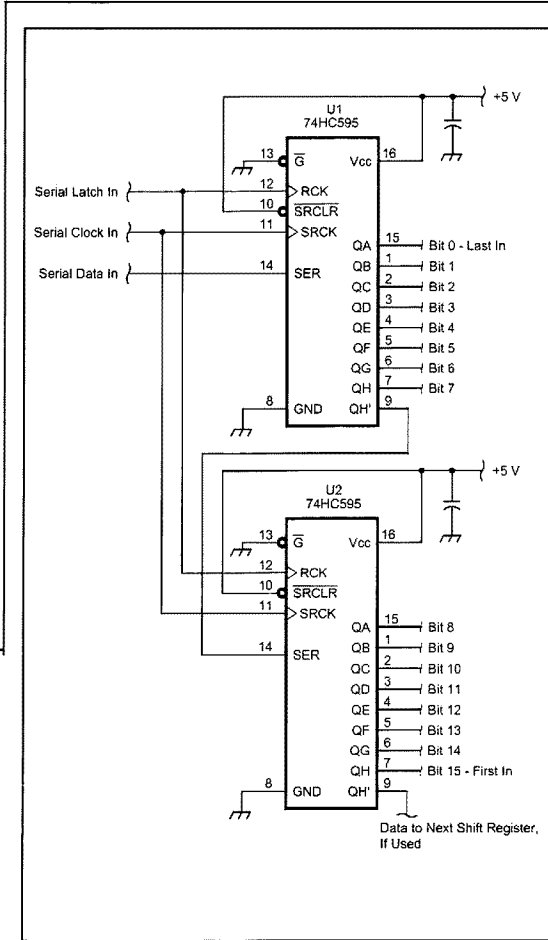 +5 V
U1
74HC595
13 G Vcc 16
Serial Latch In 12 RCK
10 SRCLR
Serial Clock In 11 SRCK
QA 15 Bit 0 - Last In
QB 1 Bit 1
Serial Data In 14 SER QC 2 Bit 2
QD 3 Bit 3
QE 4 Bit 4
QF 5 Bit 5
QG 6 Bit 6
QH 7 Bit 7
8 GND QH' 9
+5 V
U2
74HC595
13 G Vcc 16
12 RCK
10 SRCLR
11 SRCK
QA 15 Bit 8
QB 1 Bit 9
14 SER QC 2 Bit 10
QD 3 Bit 11
QE 4 Bit 12
QF 5 Bit 13
QG 6 Bit 14
QH 7 Bit 15 - First In
8 GND QH' 9
Data to Next Shift Register,
If Used